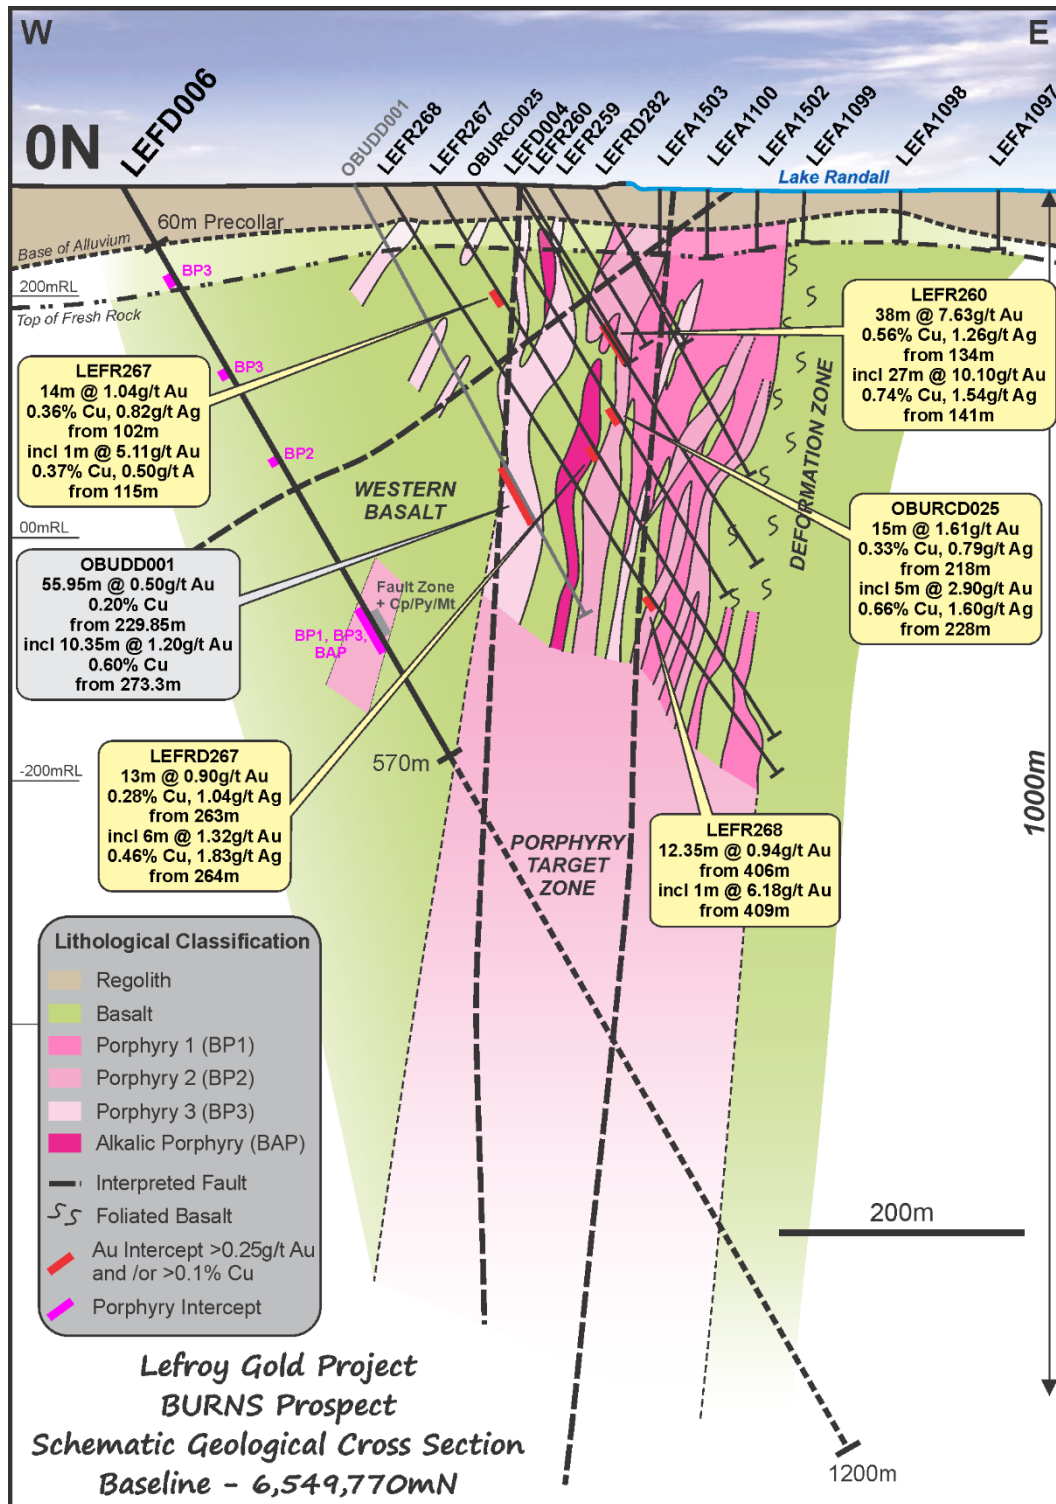 W
E
0N
LEFD006
OBUDD001
LEFR268
LEFR267
OBURCD025
LEFD004
LEFR260
LEFR259
LEFRD282
LEFA1503
LEFA1100
LEFA1502
LEFA1099
LEFA1098
LEFA1097
Lake Randall
60m Precollar
Base of Alluvium
200mRL
Top of Fresh Rock
BP3
BP3
BP2
LEFR267
14m @ 1.04g/t Au
0.36% Cu, 0.82g/t Ag
from 102m
incl 1m @ 5.11g/t Au
0.37% Cu, 0.50g/t A
from 115m
LEFR260
38m @ 7.63g/t Au
0.56% Cu, 1.26g/t Ag
from 134m
incl 27m @ 10.10g/t Au
0.74% Cu, 1.54g/t Ag
from 141m
WESTERN
BASALT
DEFORMATION ZONE
00mRL
OBUDD001
55.95m @ 0.50g/t Au
0.20% Cu
from 229.85m
incl 10.35m @ 1.20g/t Au
0.60% Cu
from 273.3m
OBURCD025
15m @ 1.61g/t Au
0.33% Cu, 0.79g/t Ag
from 218m
incl 5m @ 2.90g/t Au
0.66% Cu, 1.60g/t Ag
from 228m
Fault Zone
+ Cp/Py/Mt
BP1, BP3,
BAP
570m
-200mRL
1000m
LEFRD267
13m @ 0.90g/t Au
0.28% Cu, 1.04g/t Ag
from 263m
incl 6m @ 1.32g/t Au
0.46% Cu, 1.83g/t Ag
from 264m
PORPHYRY
TARGET
ZONE
LEFR268
12.35m @ 0.94g/t Au
from 406m
incl 1m @ 6.18g/t Au
from 409m
Lithological Classification
Regolith
Basalt
Porphyry 1 (BP1)
Porphyry 2 (BP2)
Porphyry 3 (BP3)
Alkalic Porphyry (BAP)
Interpreted Fault
Foliated Basalt
Au Intercept >0.25g/t Au
and /or >0.1% Cu
Porphyry Intercept
200m
Lefroy Gold Project
BURNS Prospect
Schematic Geological Cross Section
Baseline - 6,549,770mN
1200m